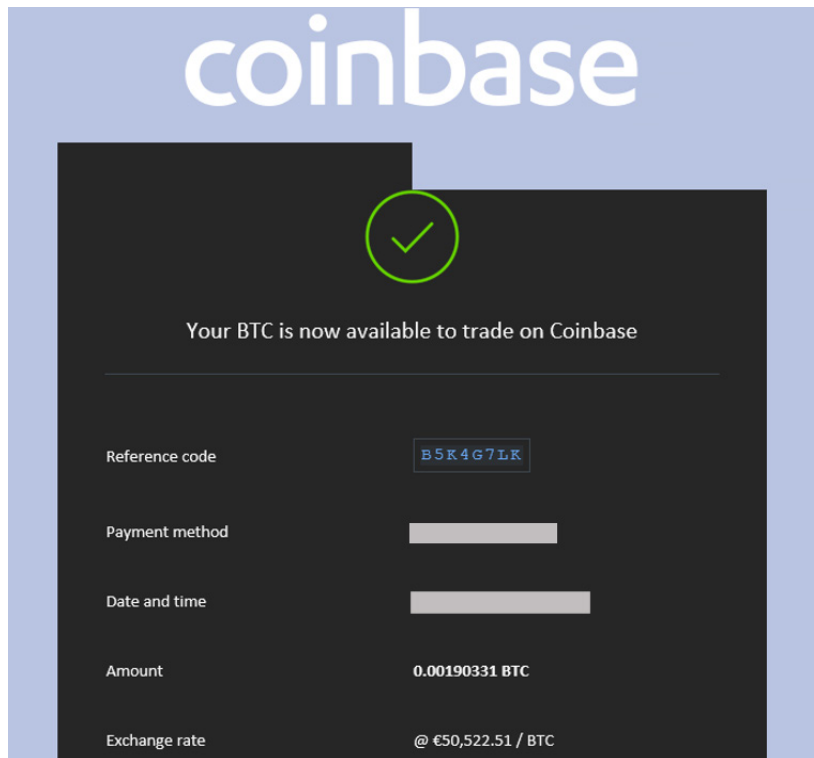 coinbase
Your BTC is now available to trade on Coinbase
Reference code B5K4G7LK
Payment method
Date and time
Amount 0.00190331 BTC
Exchange rate @ €50,522.51 / BTC